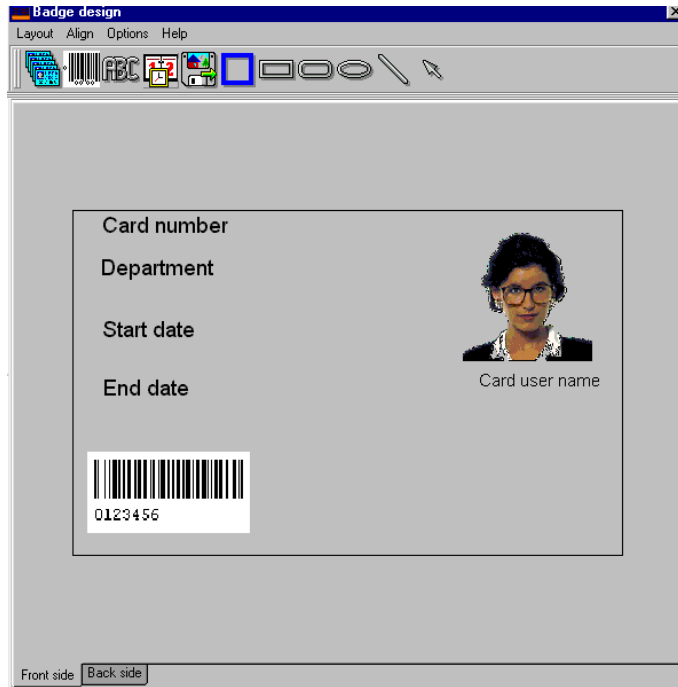 Badge design
Layout Align Options Help
ABC
Card number
Department
Start date
End date
Card user name
0123456
Front side Back side